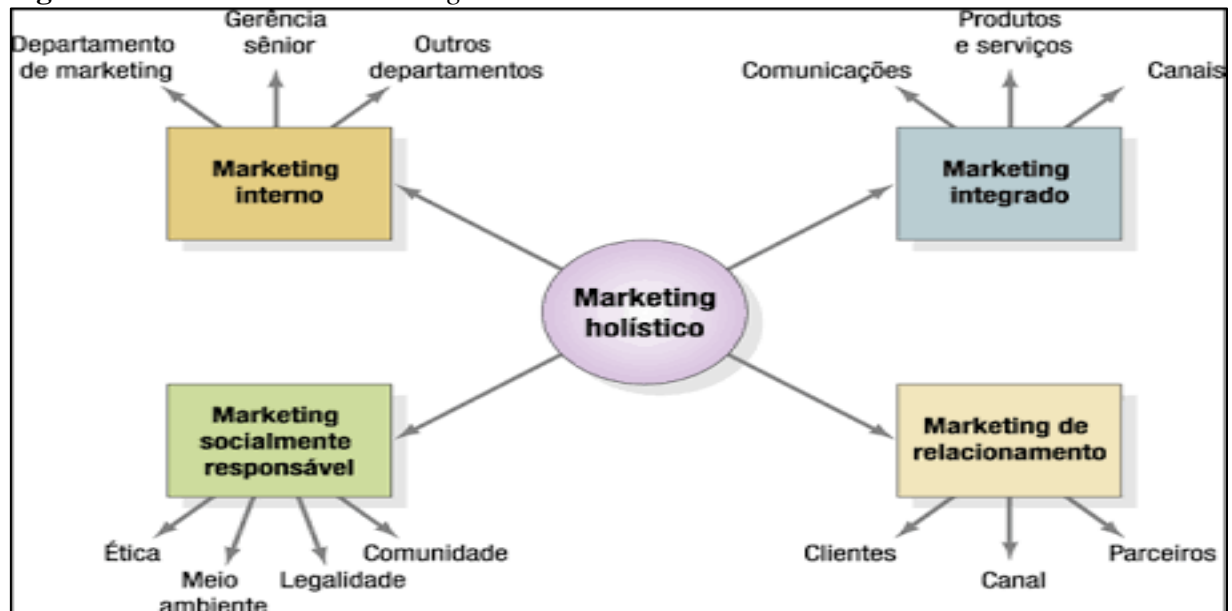 Gerência
sênior
Departamento
de marketing
Outros
departamentos
Produtos
e serviços
Comunicações
Canais
Marketing
interno
Marketing
integrado
Marketing
holístico
Marketing
socialmente
responsável
Marketing de
relacionamento
Ética
Meio
ambiente
Legalidade
Comunidade
Clientes
Canal
Parceiros